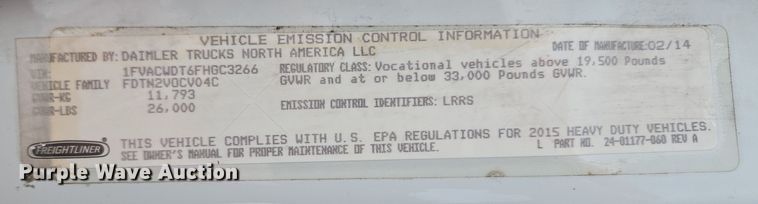 VEHICLE EMISSION CONTROL INFORMATION
MANUFACTURED BY: DAIMLER TRUCKS NORTH AMERICA LLC DATE OF MANUFACTURE: 02/14
VIN: 1FVACWDT6FHGC3266 REGULATORY CLASS: Vocational vehicles above 19,500 Pounds
VEHICLE FAMILY FDTN2VOCV04C GVWR and at or below 33,000 Pounds GVWR.
GVWR-KG 11,793
GVWR-LBS 26,000 EMISSION CONTROL IDENTIFIERS: LRRS
FREIGHTLINER THIS VEHICLE COMPLIES WITH U.S. EPA REGULATIONS FOR 2015 HEAVY DUTY VEHICLES.
SEE OWNER'S MANUAL FOR PROPER MAINTENANCE OF THIS VEHICLE. L PART NO. 24-01177-060 REV A
Purple Wave Auction